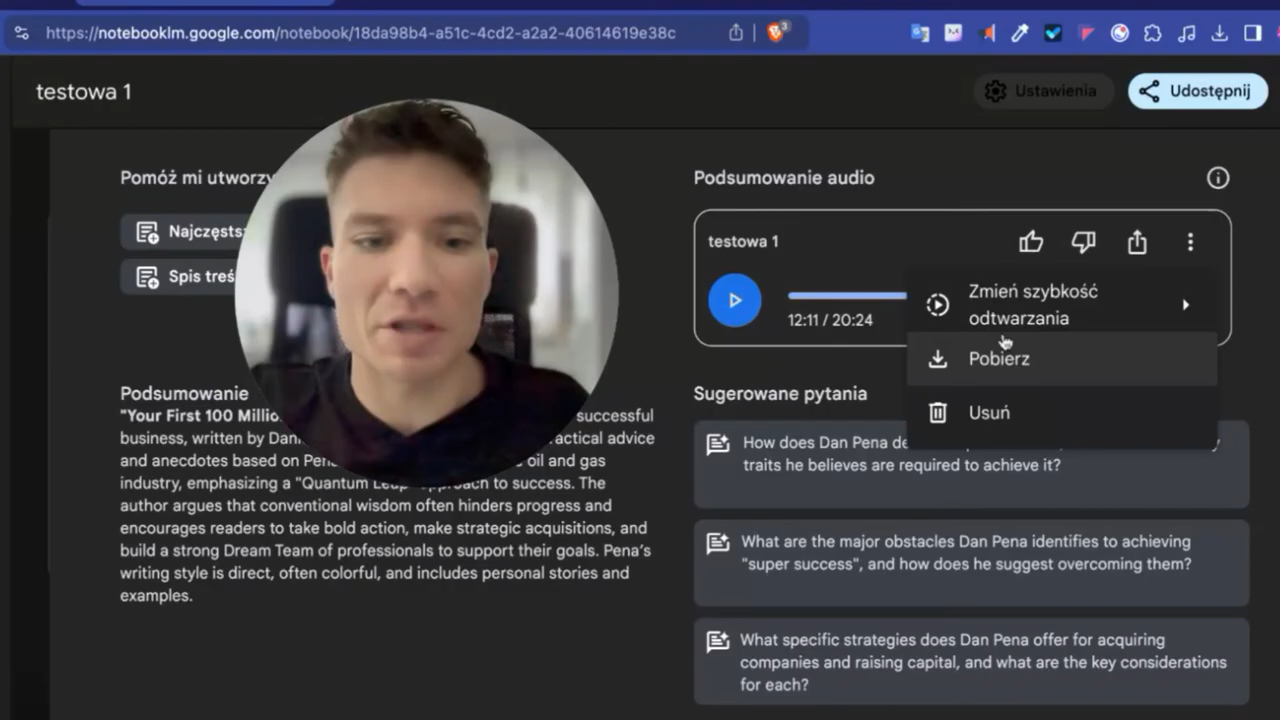 https://notebooklm.google.com/notebook/18da98b4-a51c-4cd2-a2a2-40614619e38c
3
testowa 1
Ustawienia
Udostępnij
Pomóż mi utworzy
Najczęsts
Spis treś
Podsumowanie
"Your First 100 Millio successful
business, written by Dan actical advice
and anecdotes based on Pena oil and gas
industry, emphasizing a "Quantum Leap" approach to success. The
author argues that conventional wisdom often hinders progress and
encourages readers to take bold action, make strategic acquisitions, and
build a strong Dream Team of professionals to support their goals. Pena's
writing style is direct, often colorful, and includes personal stories and
examples.
Podsumowanie audio
testowa 1
12:11 / 20:24
Zmień szybkość
odtwarzania
Pobierz
Usuń
Sugerowane pytania
How does Dan Pena de y
traits he believes are required to achieve it?
What are the major obstacles Dan Pena identifies to achieving
"super success", and how does he suggest overcoming them?
What specific strategies does Dan Pena offer for acquiring
companies and raising capital, and what are the key considerations
for each?